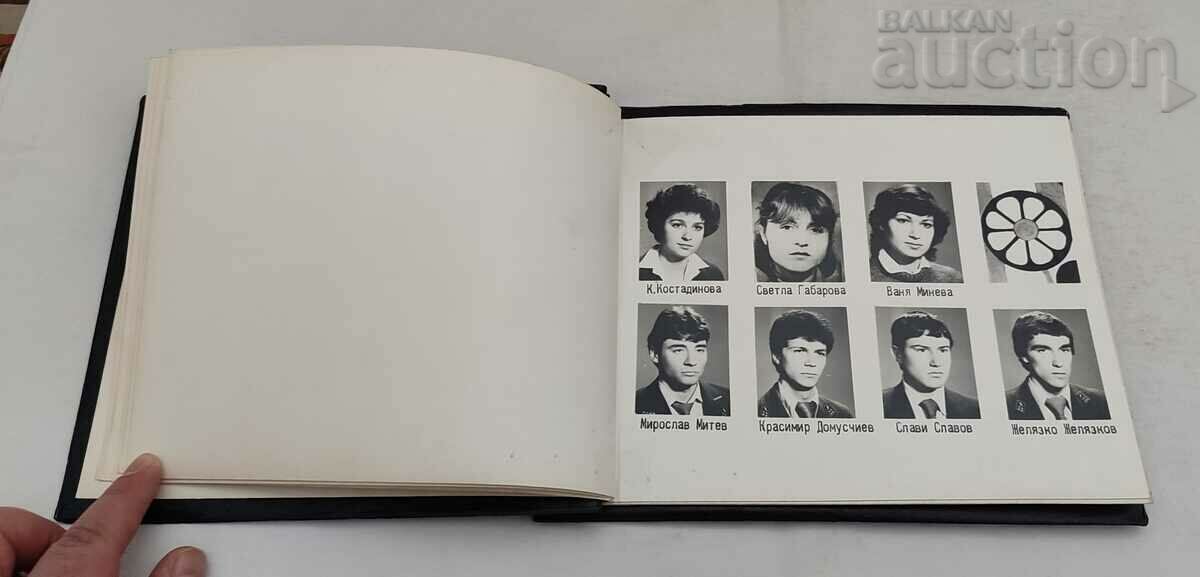 BALKAN
auction
К.Костадинова
Светла Габарова
Ваня Минева
Мирослав Митев
Красимир Домусчиев
Слави Славов
Желязко Желязков